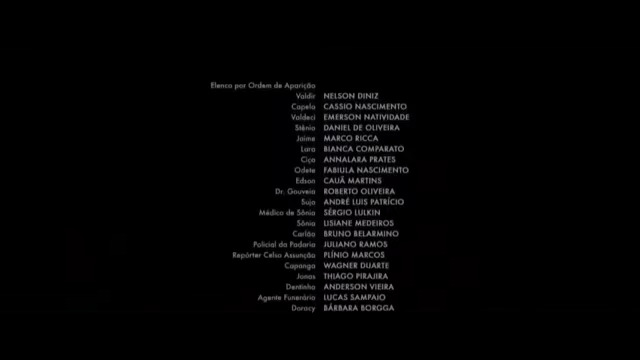 Elenco por Ordem de Aparição
Valdir NELSON DINIZ
Capela CASSIO NASCIMENTO
Valdeci EMERSON NATIVIDADE
Stênio DANIEL DE OLIVEIRA
Jaime MARCO RICCA
Lara BIANCA COMPARATO
Ciça ANNALARA PRATES
Odete FABIULA NASCIMENTO
Edson CAUÃ MARTINS
Dr. Gouveia ROBERTO OLIVEIRA
Suja ANDRÉ LUIS PATRÍCIO
Médica de Sônia SÉRGIO LULKIN
Sônia LISIANE MEDEIROS
Carlão BRUNO BELARMINO
Policial da Padaria JULIANO RAMOS
Repórter Celso Assunção PLÍNIO MARCOS
Capanga WAGNER DUARTE
Jonas THIAGO PIRAJIRA
Dentinho ANDERSON VIEIRA
Agente Funerário LUCAS SAMPAIO
Doracy BÁRBARA BORGGA